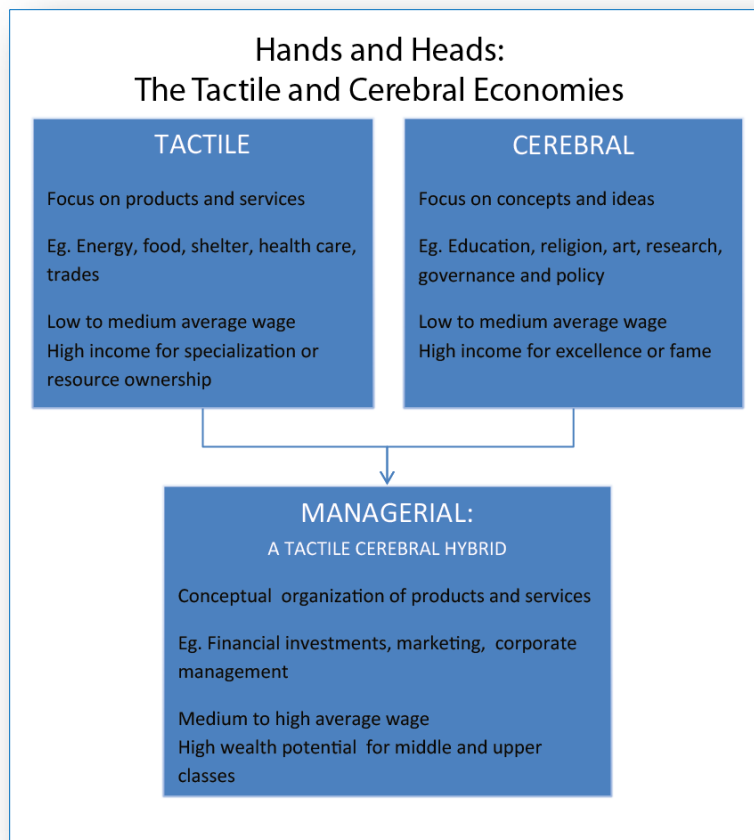 Hands and Heads:
The Tactile and Cerebral Economies
TACTILE
Focus on products and services
Eg. Energy, food, shelter, health care,
trades
Low to medium average wage
High income for specialization or
resource ownership
CEREBRAL
Focus on concepts and ideas
Eg. Education, religion, art, research,
governance and policy
Low to medium average wage
High income for excellence or fame
MANAGERIAL:
A TACTILE CEREBRAL HYBRID
Conceptual organization of products and services
Eg. Financial investments, marketing, corporate
management
Medium to high average wage
High wealth potential for middle and upper
classes